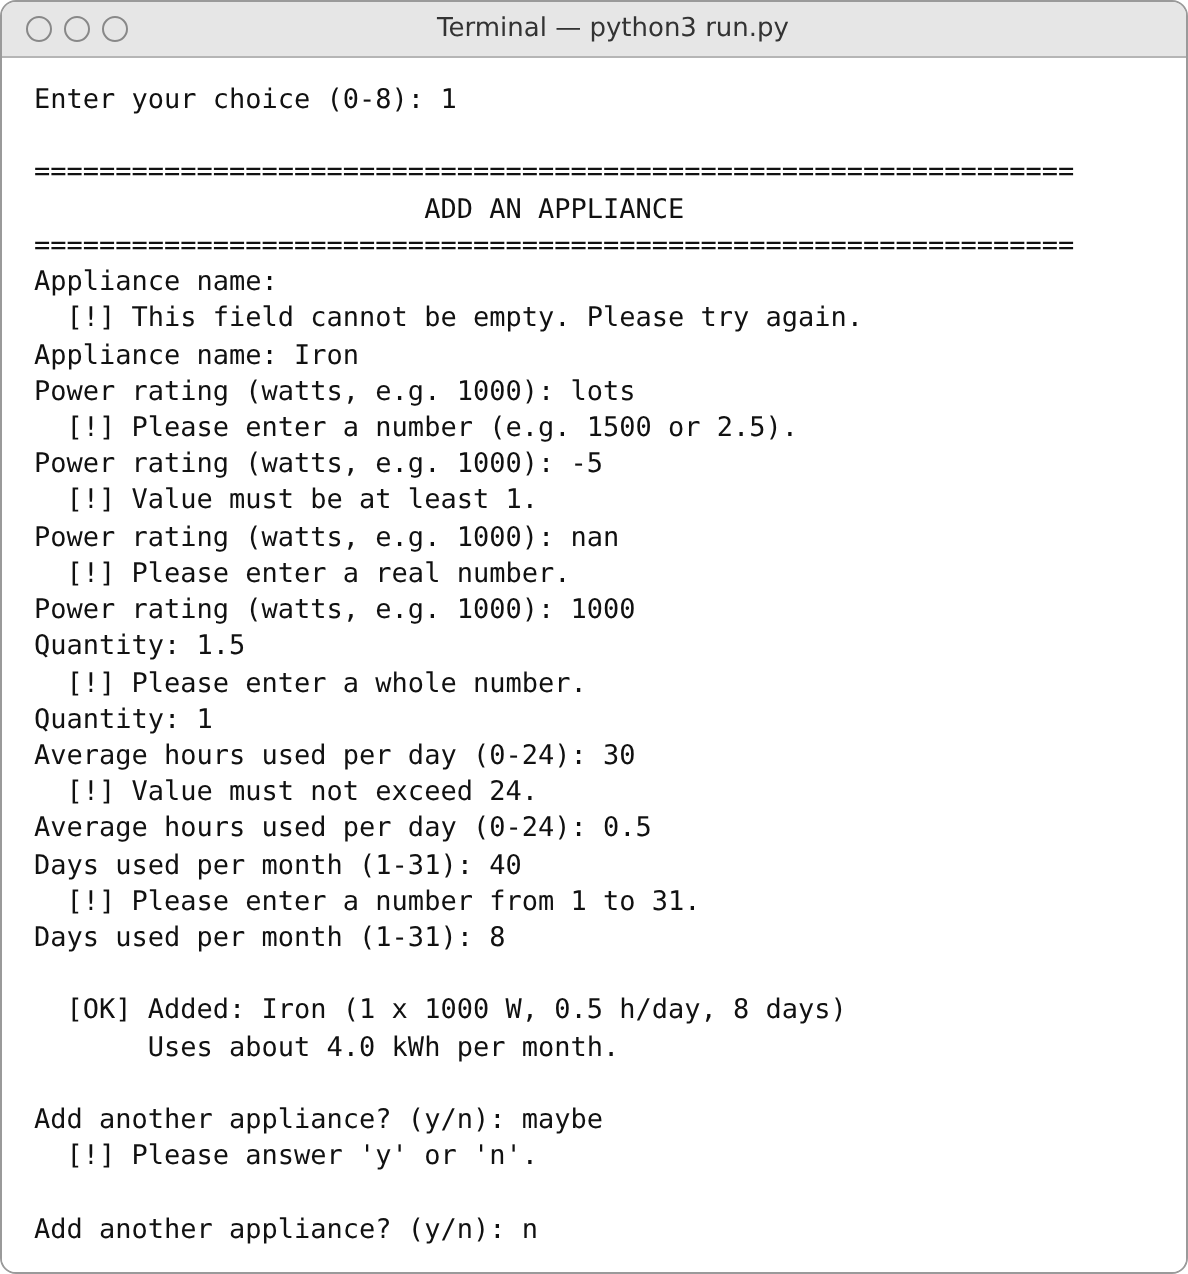 Terminal — python3 run.py
Enter your choice (0-8): 1
================================================================
                        ADD AN APPLIANCE
================================================================
Appliance name:
  [!] This field cannot be empty. Please try again.
Appliance name: Iron
Power rating (watts, e.g. 1000): lots
  [!] Please enter a number (e.g. 1500 or 2.5).
Power rating (watts, e.g. 1000): -5
  [!] Value must be at least 1.
Power rating (watts, e.g. 1000): nan
  [!] Please enter a real number.
Power rating (watts, e.g. 1000): 1000
Quantity: 1.5
  [!] Please enter a whole number.
Quantity: 1
Average hours used per day (0-24): 30
  [!] Value must not exceed 24.
Average hours used per day (0-24): 0.5
Days used per month (1-31): 40
  [!] Please enter a number from 1 to 31.
Days used per month (1-31): 8
  [OK] Added: Iron (1 x 1000 W, 0.5 h/day, 8 days)
       Uses about 4.0 kWh per month.
Add another appliance? (y/n): maybe
  [!] Please answer 'y' or 'n'.
Add another appliance? (y/n): n